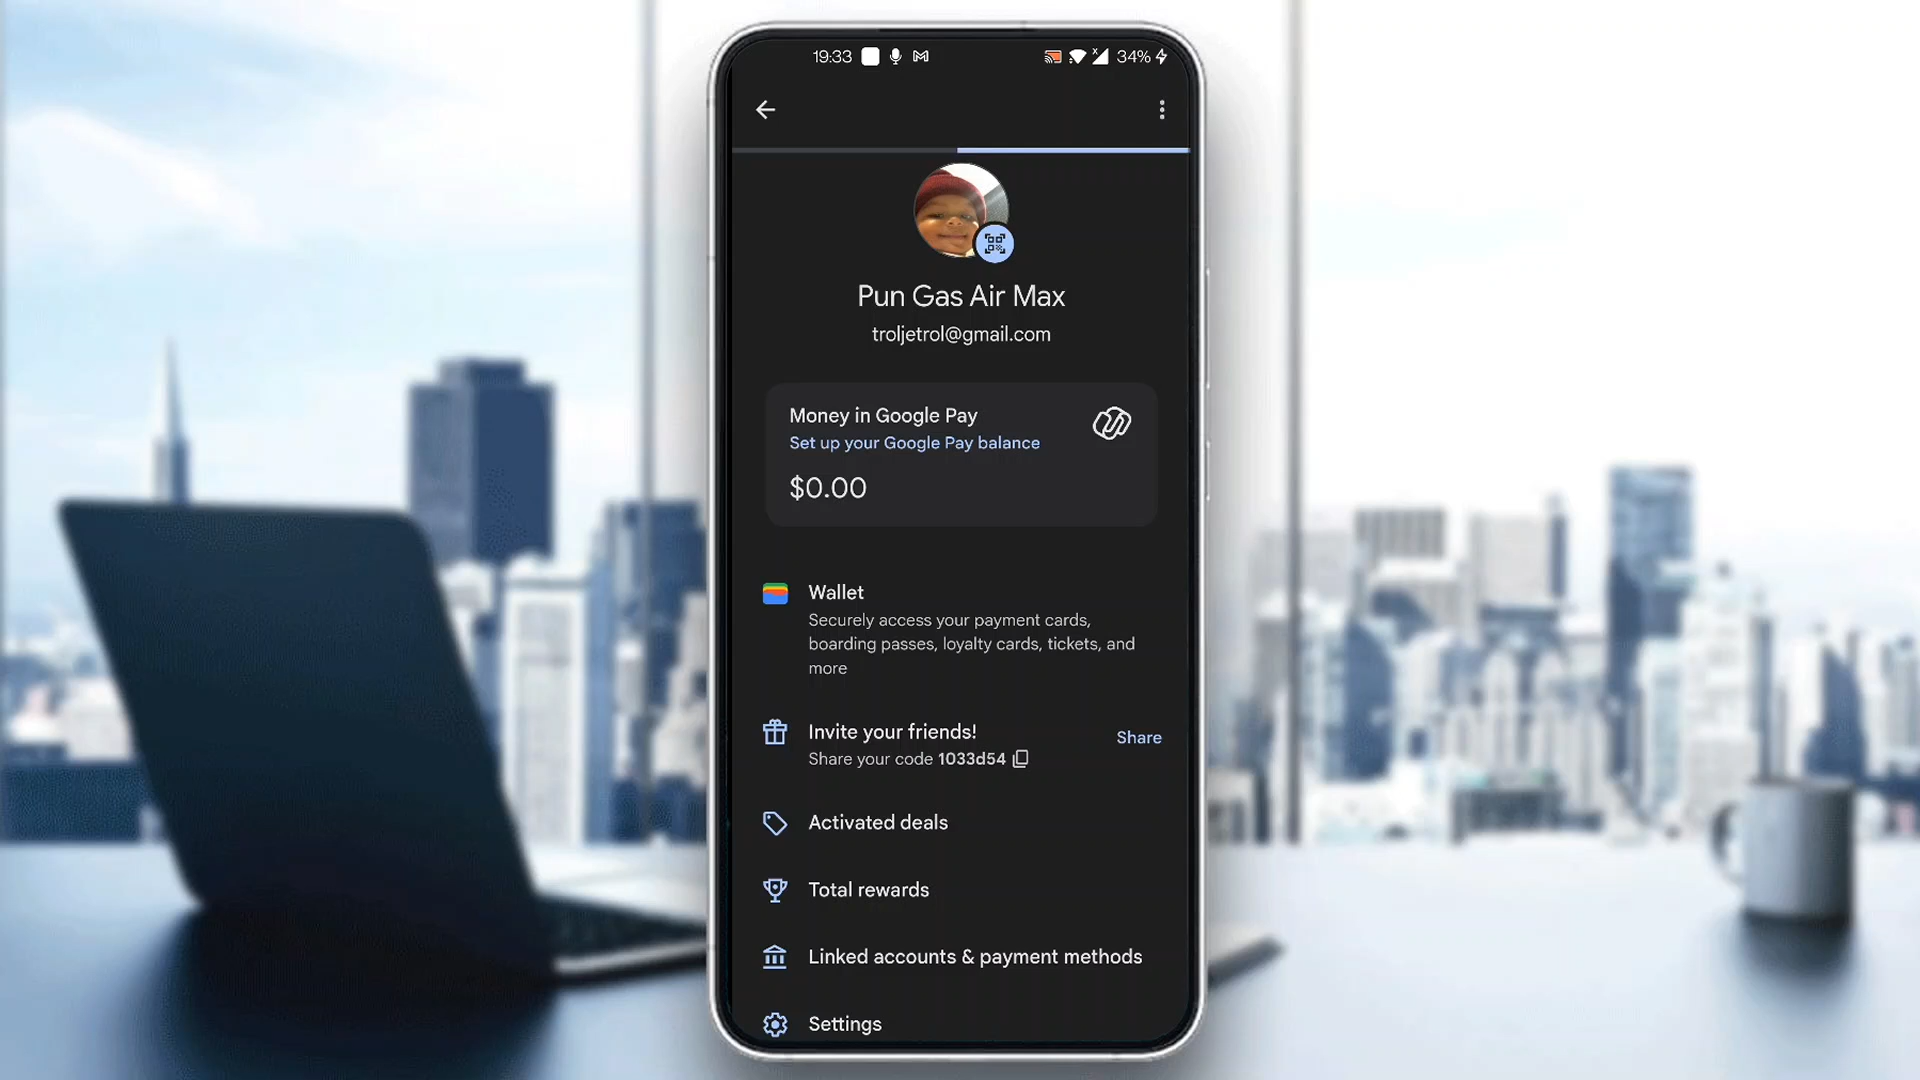 19:33
34%
Pun Gas Air Max
troljetrol@gmail.com
Money in Google Pay
Set up your Google Pay balance
$0.00
Wallet
Securely access your payment cards,
boarding passes, loyalty cards, tickets, and
more
Invite your friends!
Share
Share your code 1033d54
Activated deals
Total rewards
Linked accounts & payment methods
Settings